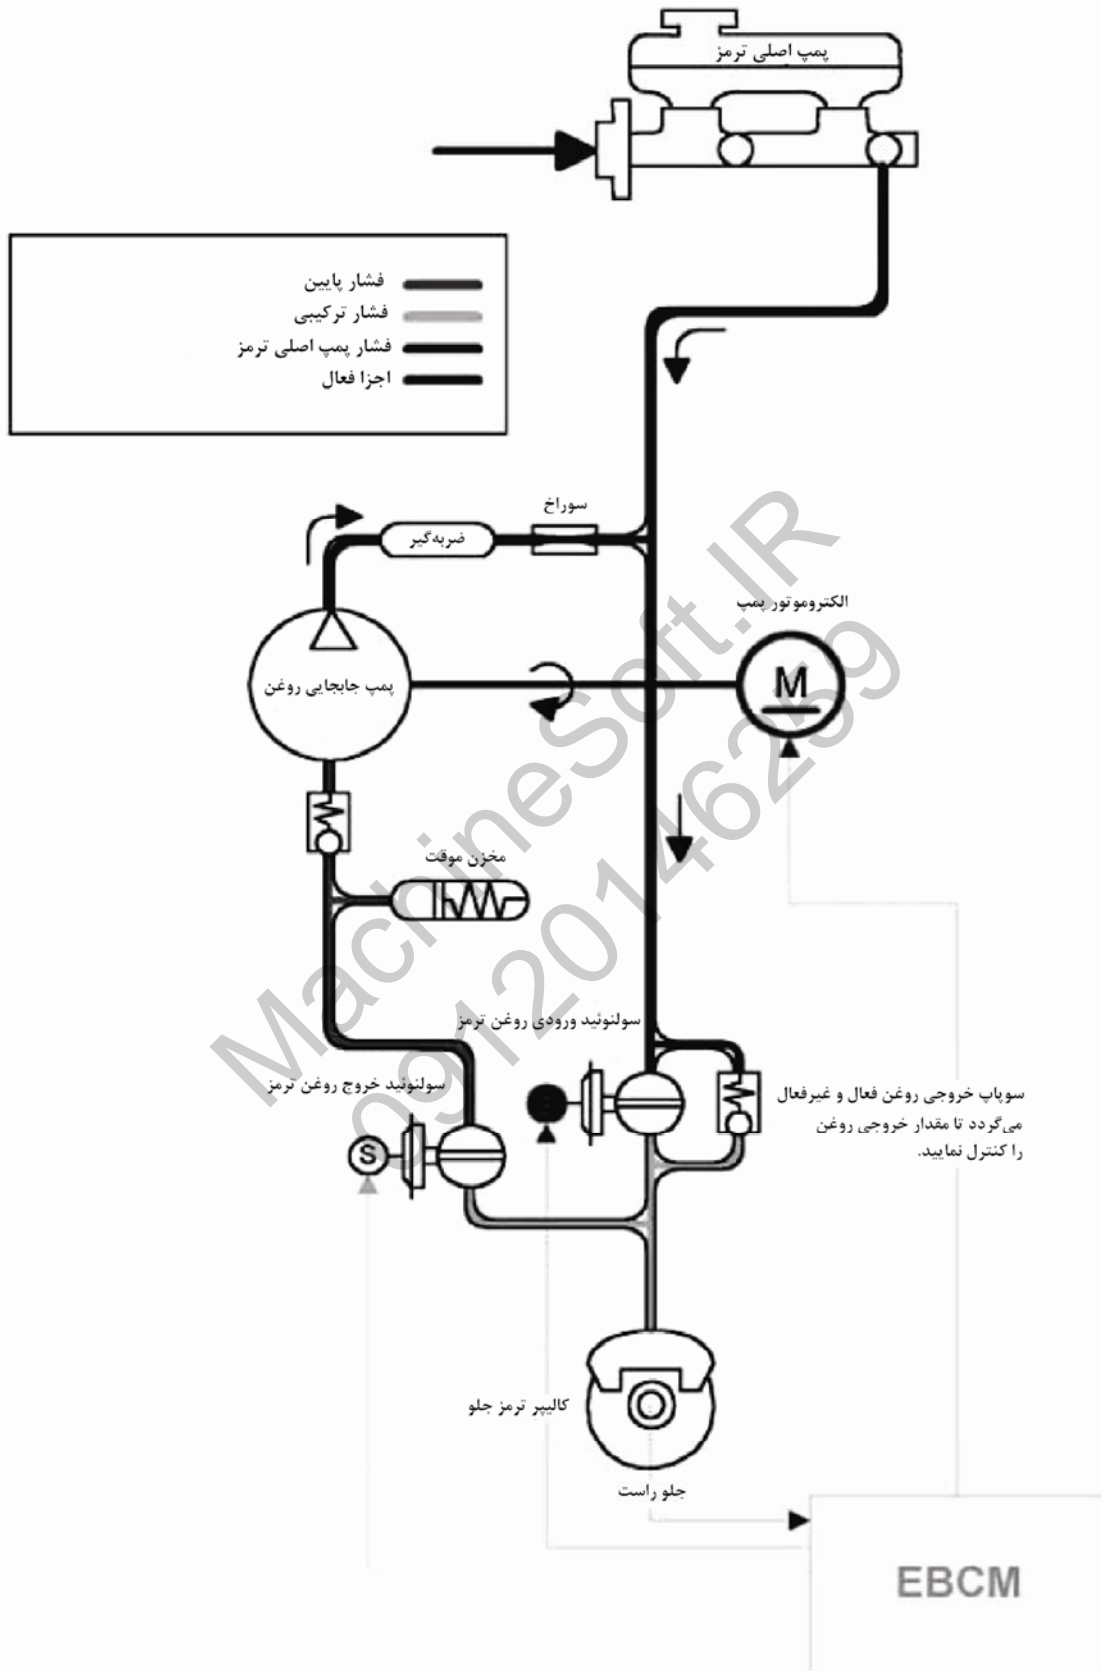 پمپ اصلی ترمز
فشار پایین
فشار ترکیبی
فشار پمپ اصلی ترمز
اجزا فعال
سوراخ
ضربه‌گیر
الکتروموتور پمپ
M
پمپ جابجایی روغن
مخزن موقت
سولنوئید ورودی روغن ترمز
سولنوئید خروج روغن ترمز
S
سوپاپ خروجی روغن فعال و غیرفعال
می‌گردد تا مقدار خروجی روغن
را کنترل نمایید.
کالیپر ترمز جلو
جلو راست
EBCM
MachineSoft.IR
09120146259